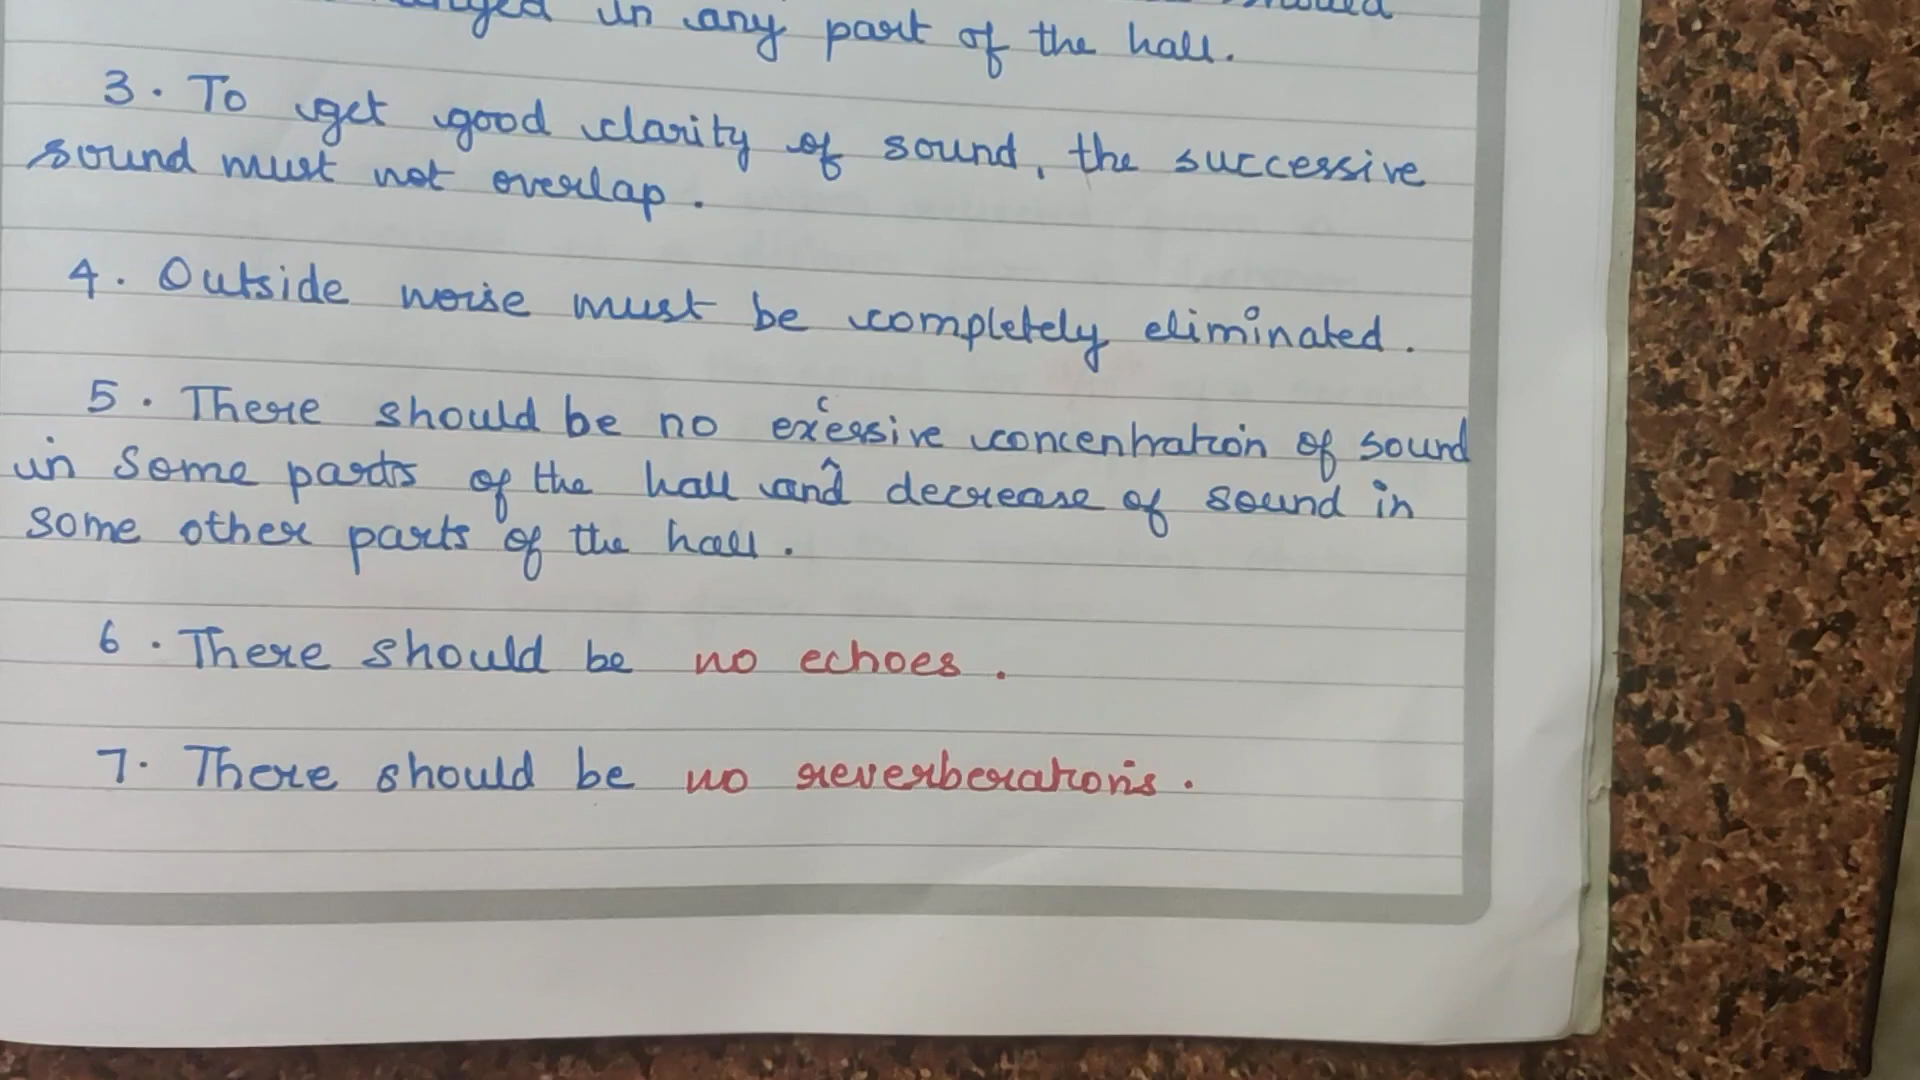 in any part of the hall.
3. To get good clarity of sound, the successive
sound must not overlap.
4. Outside noise must be completely eliminated.
5. There should be no excessive concentration of sound
in some parts of the hall and decrease of sound in
some other parts of the hall.
6. There should be no echoes.
7. There should be no reverberations.